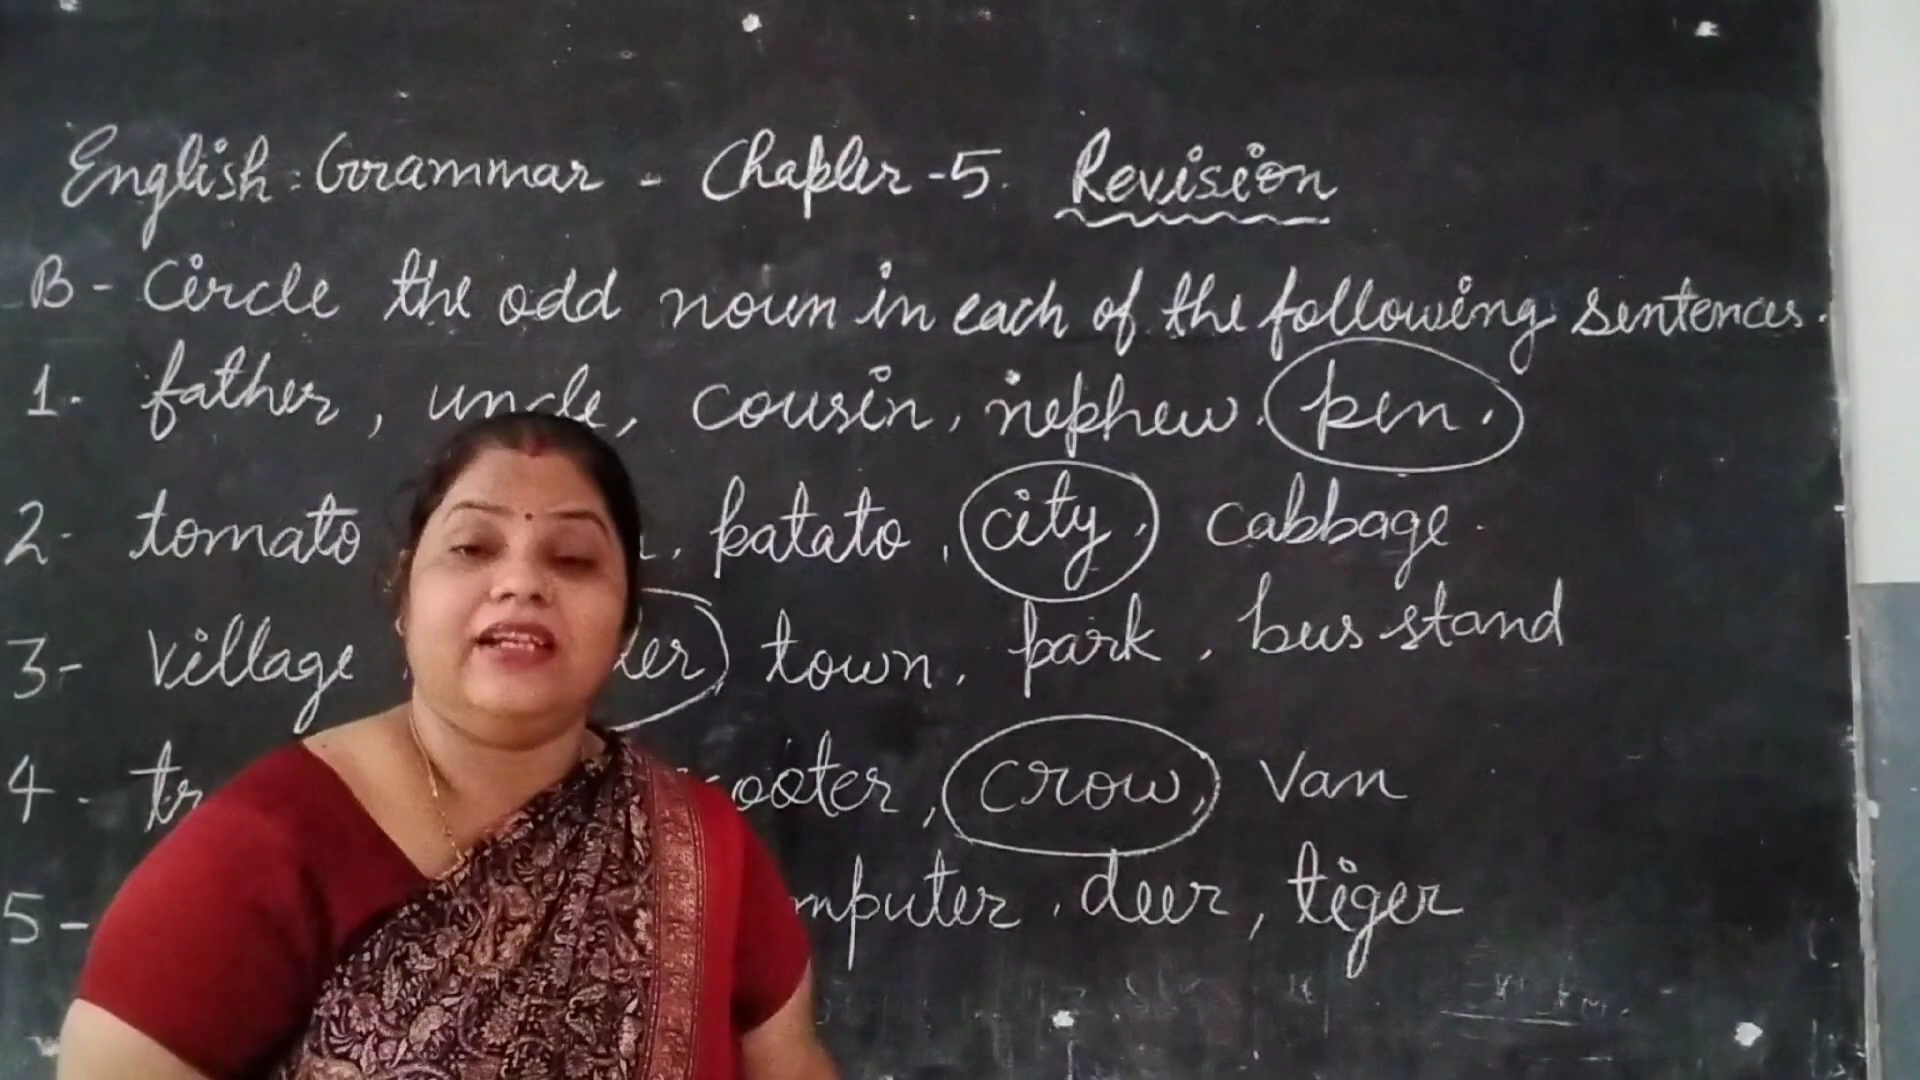 English: Grammar - Chapter -5. Revision
B - Circle the odd noun in each of the following sentences.
1. father, uncle, cousin, nephew, pen.
2. tomato , patato , city, cabbage.
3- village town, park, bus stand
4- crow, van
5- deer, tiger